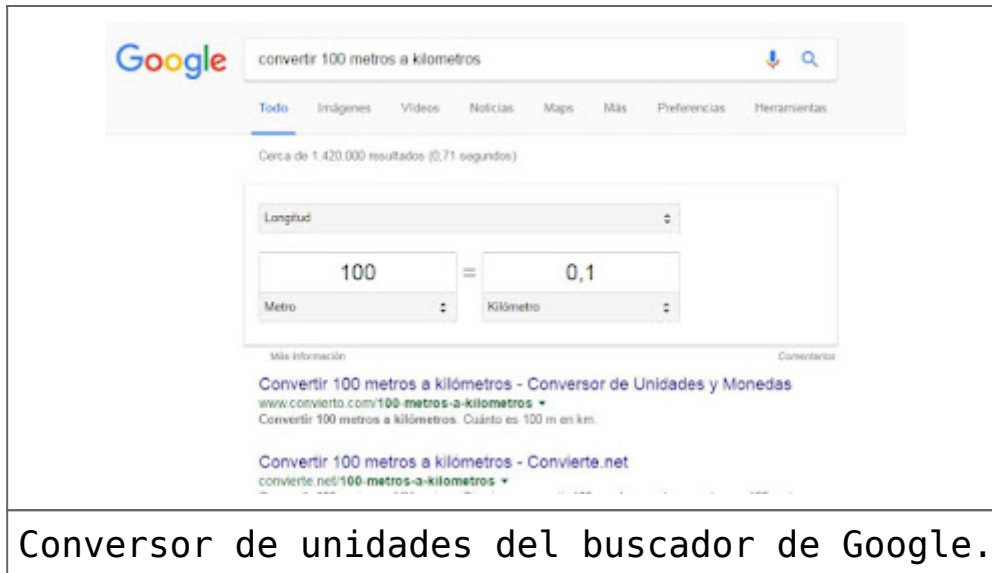 Google convertir 100 metros a kilometros
Todo Imágenes Vídeos Noticias Maps Más Preferencias Herramientas
Cerca de 1.420.000 resultados (0,71 segundos)
Longitud
100 = 0,1
Metro Kilómetro
Más información Comentarios
Convertir 100 metros a kilómetros - Conversor de Unidades y Monedas
www.convierto.com/100-metros-a-kilometros
Convertir 100 metros a kilómetros. Cuánto es 100 m en km.
Convertir 100 metros a kilómetros - Convierte.net
convierte.net/100-metros-a-kilometros
Conversor de unidades del buscador de Google.